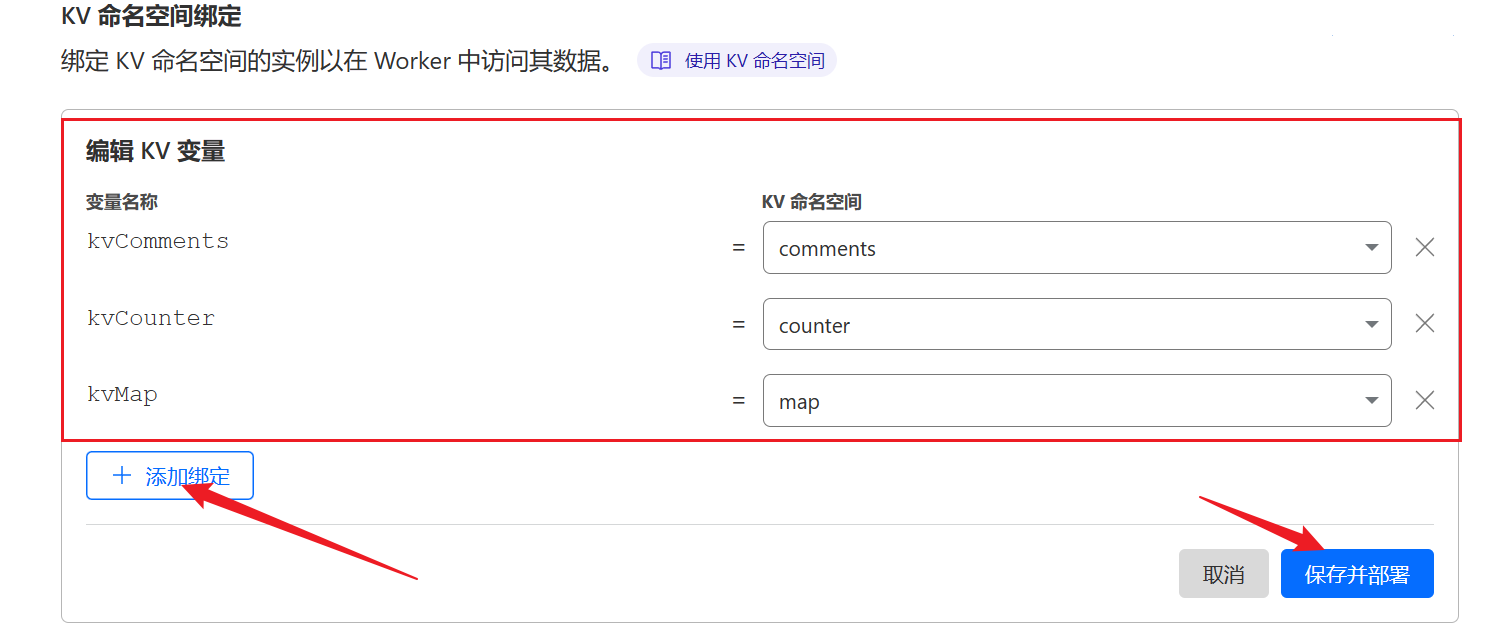 KV 命名空间绑定
绑定 KV 命名空间的实例以在 Worker 中访问其数据。 使用 KV 命名空间
编辑 KV 变量
变量名称 KV 命名空间
kvComments = comments
kvCounter = counter
kvMap = map
+ 添加绑定
取消 保存并部署